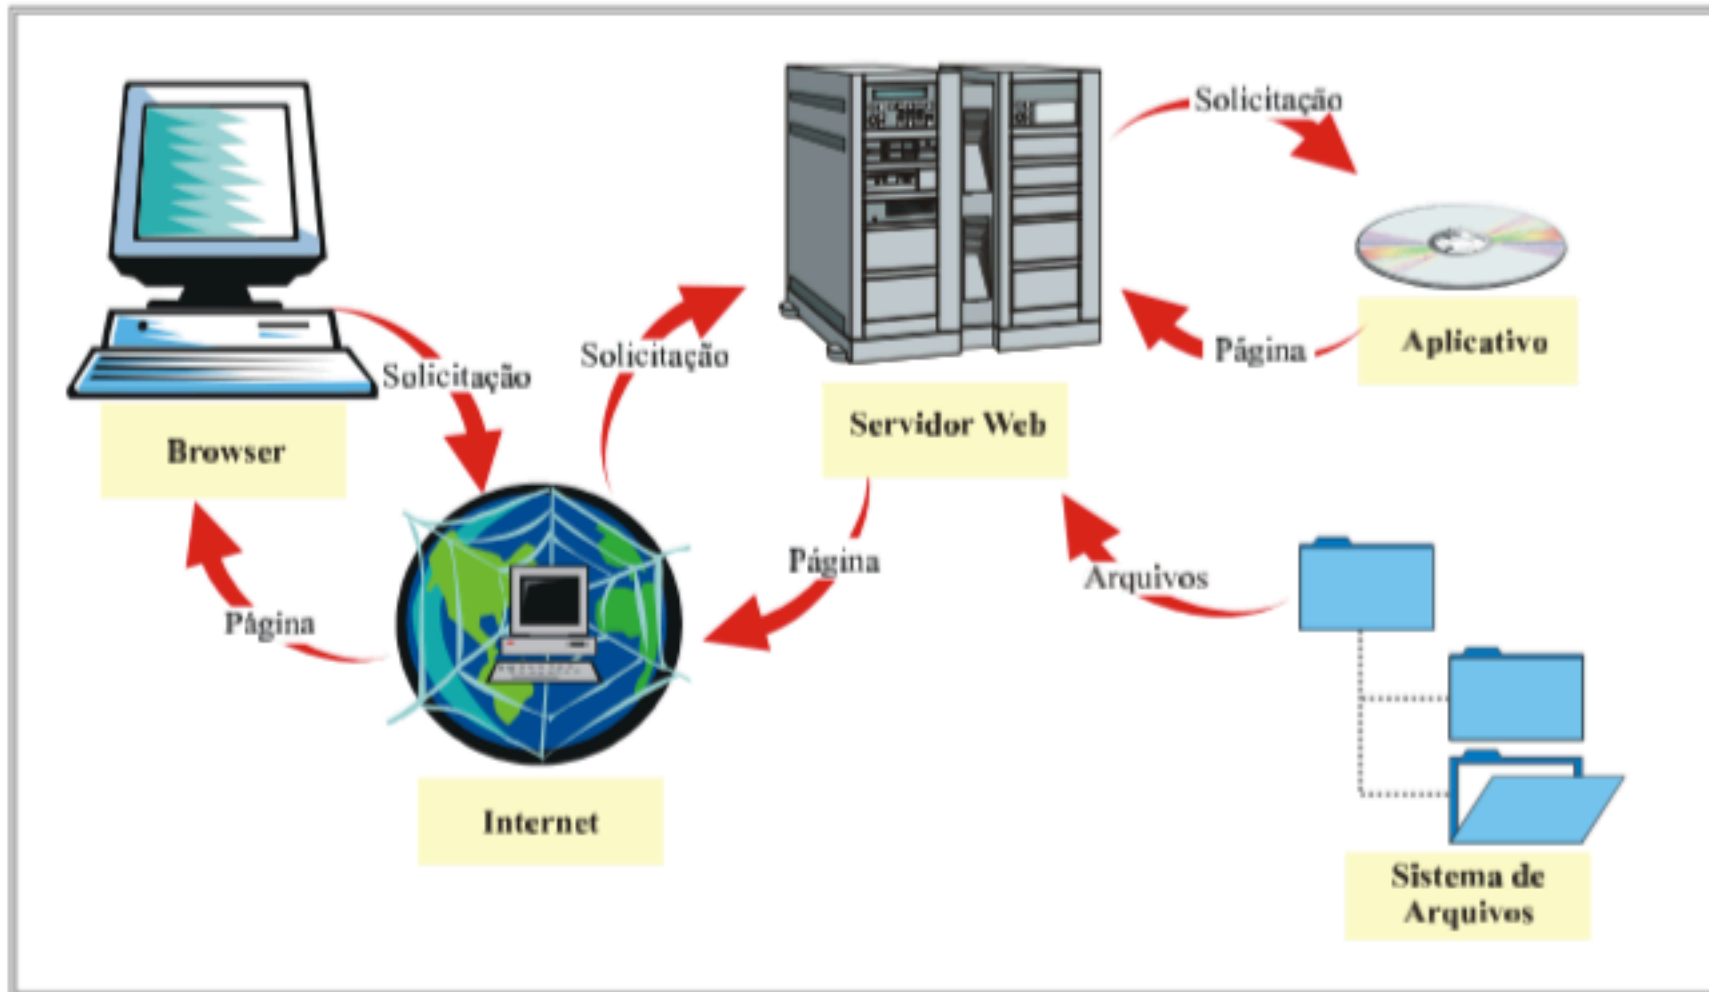 Solicitação
Solicitação
Solicitação
Página
Aplicativo
Servidor Web
Browser
Página
Arquivos
Página
Internet
Sistema de
Arquivos